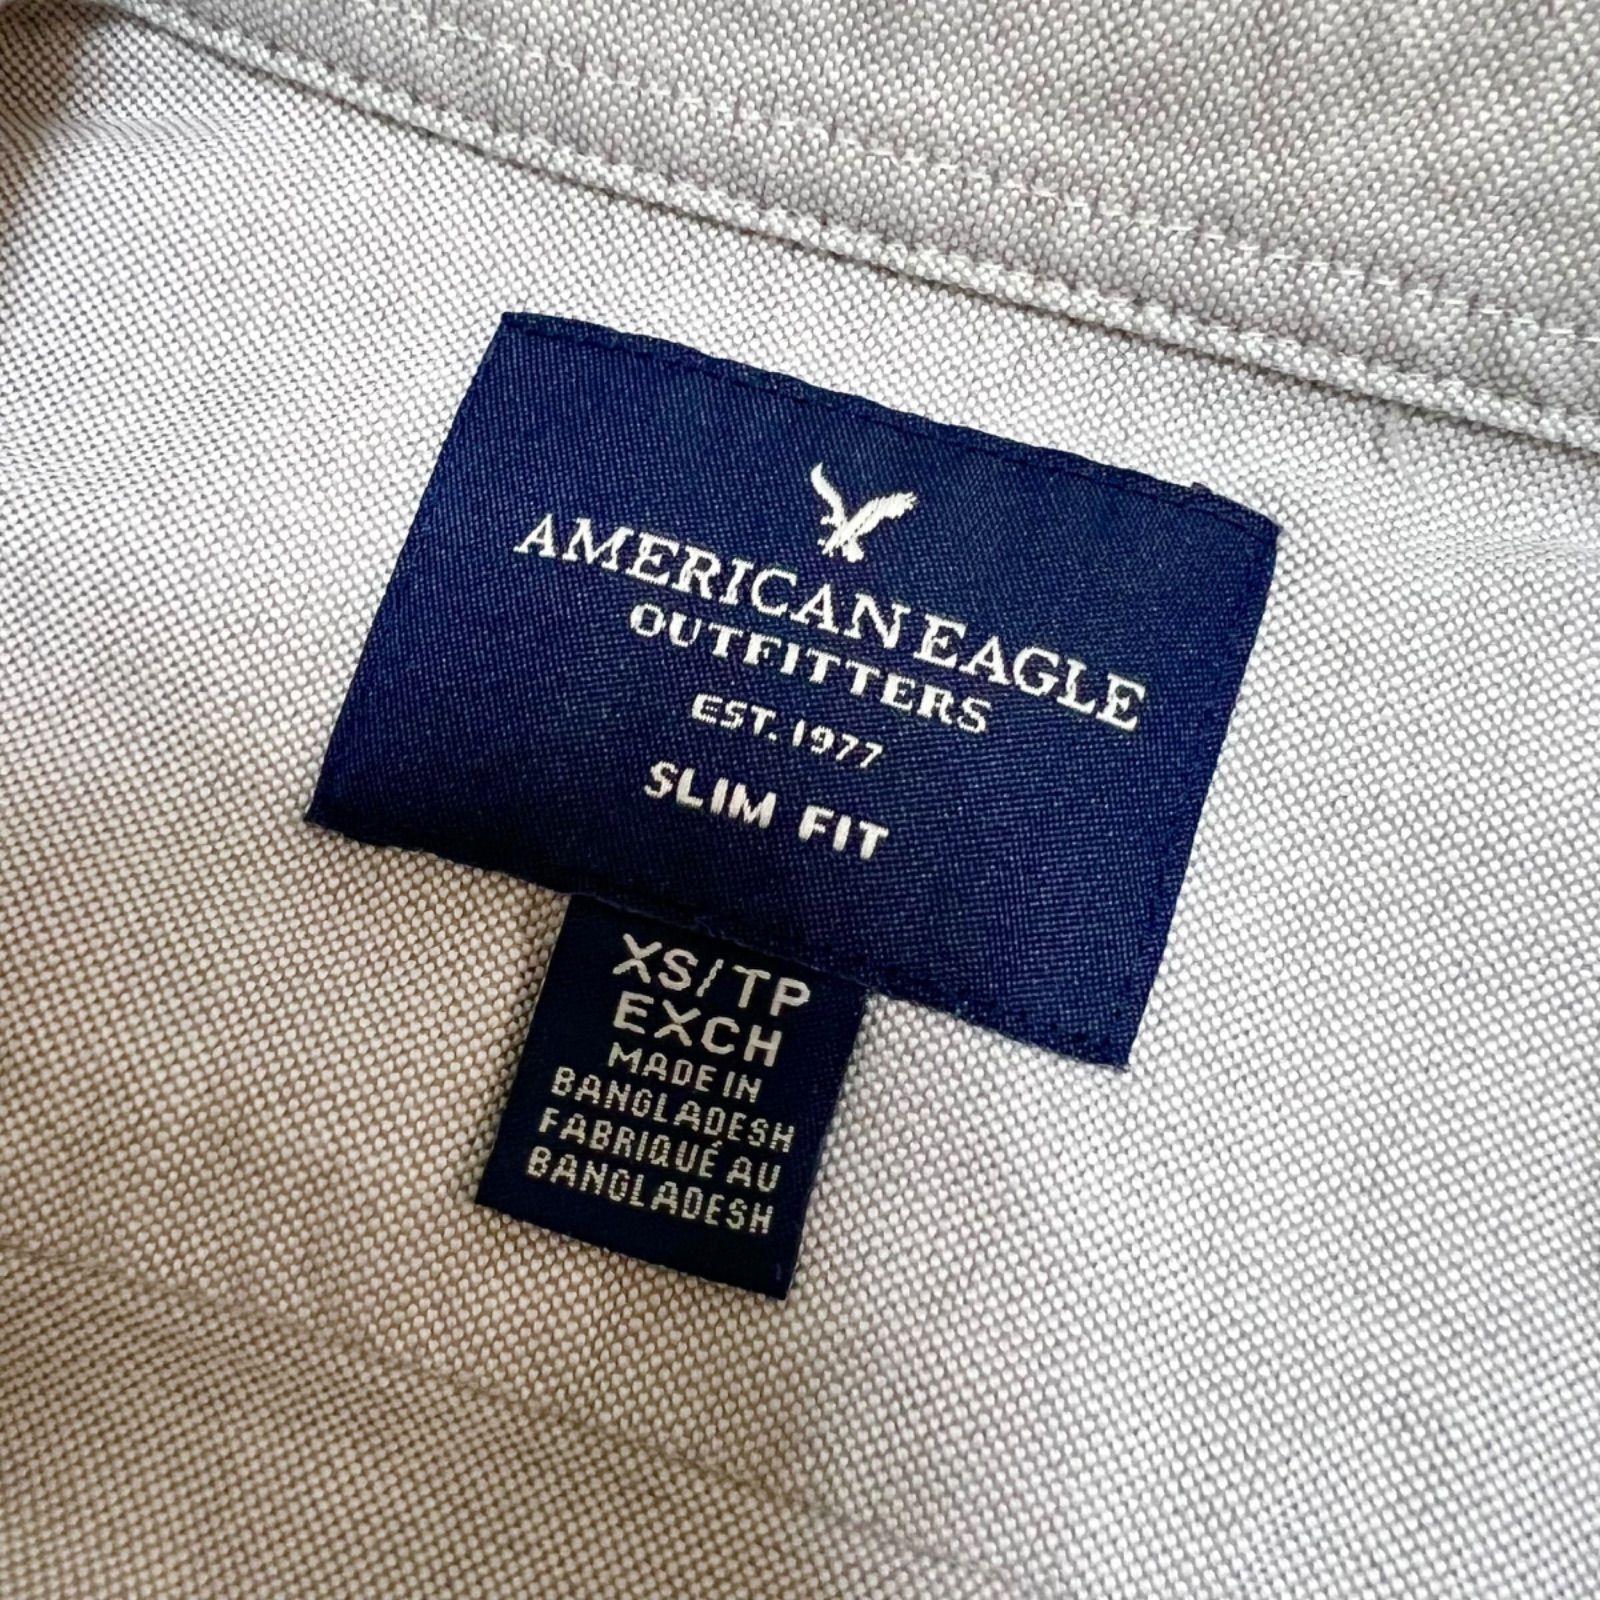 AMERICAN EAGLE
OUTFITTERS
EST. 1977
SLIM FIT
XS/TP
EXCH
MADE IN
BANGLADESH
FABRIQUÉ AU
BANGLADESH